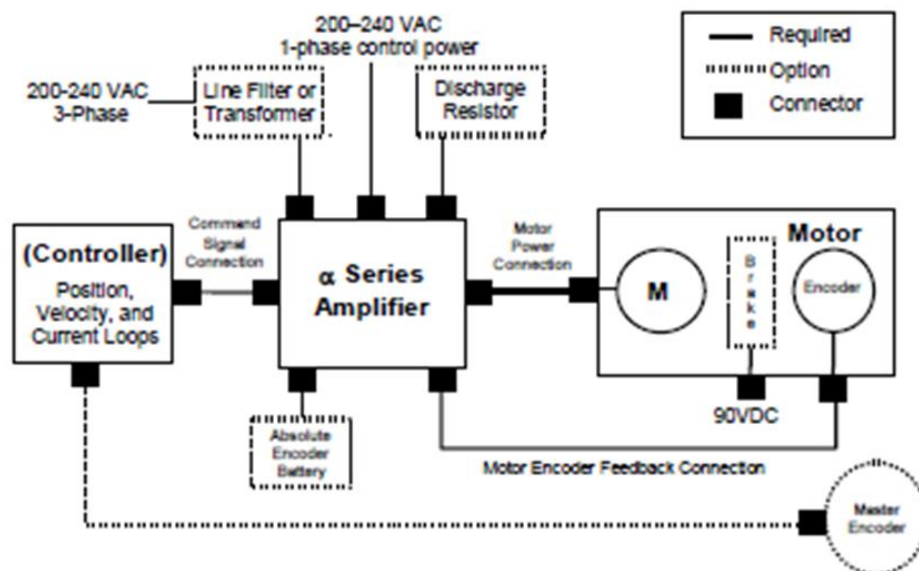 200–240 VAC
1-phase control power
200-240 VAC
3-Phase
Line Filter or
Transformer
Discharge
Resistor
Required
Option
Connector
(Controller)
Position,
Velocity, and
Current Loops
Command
Signal
Connection
α Series
Amplifier
Motor
Power
Connection
Motor
M
Brake
Encoder
90VDC
Absolute
Encoder
Battery
Motor Encoder Feedback Connection
Master
Encoder